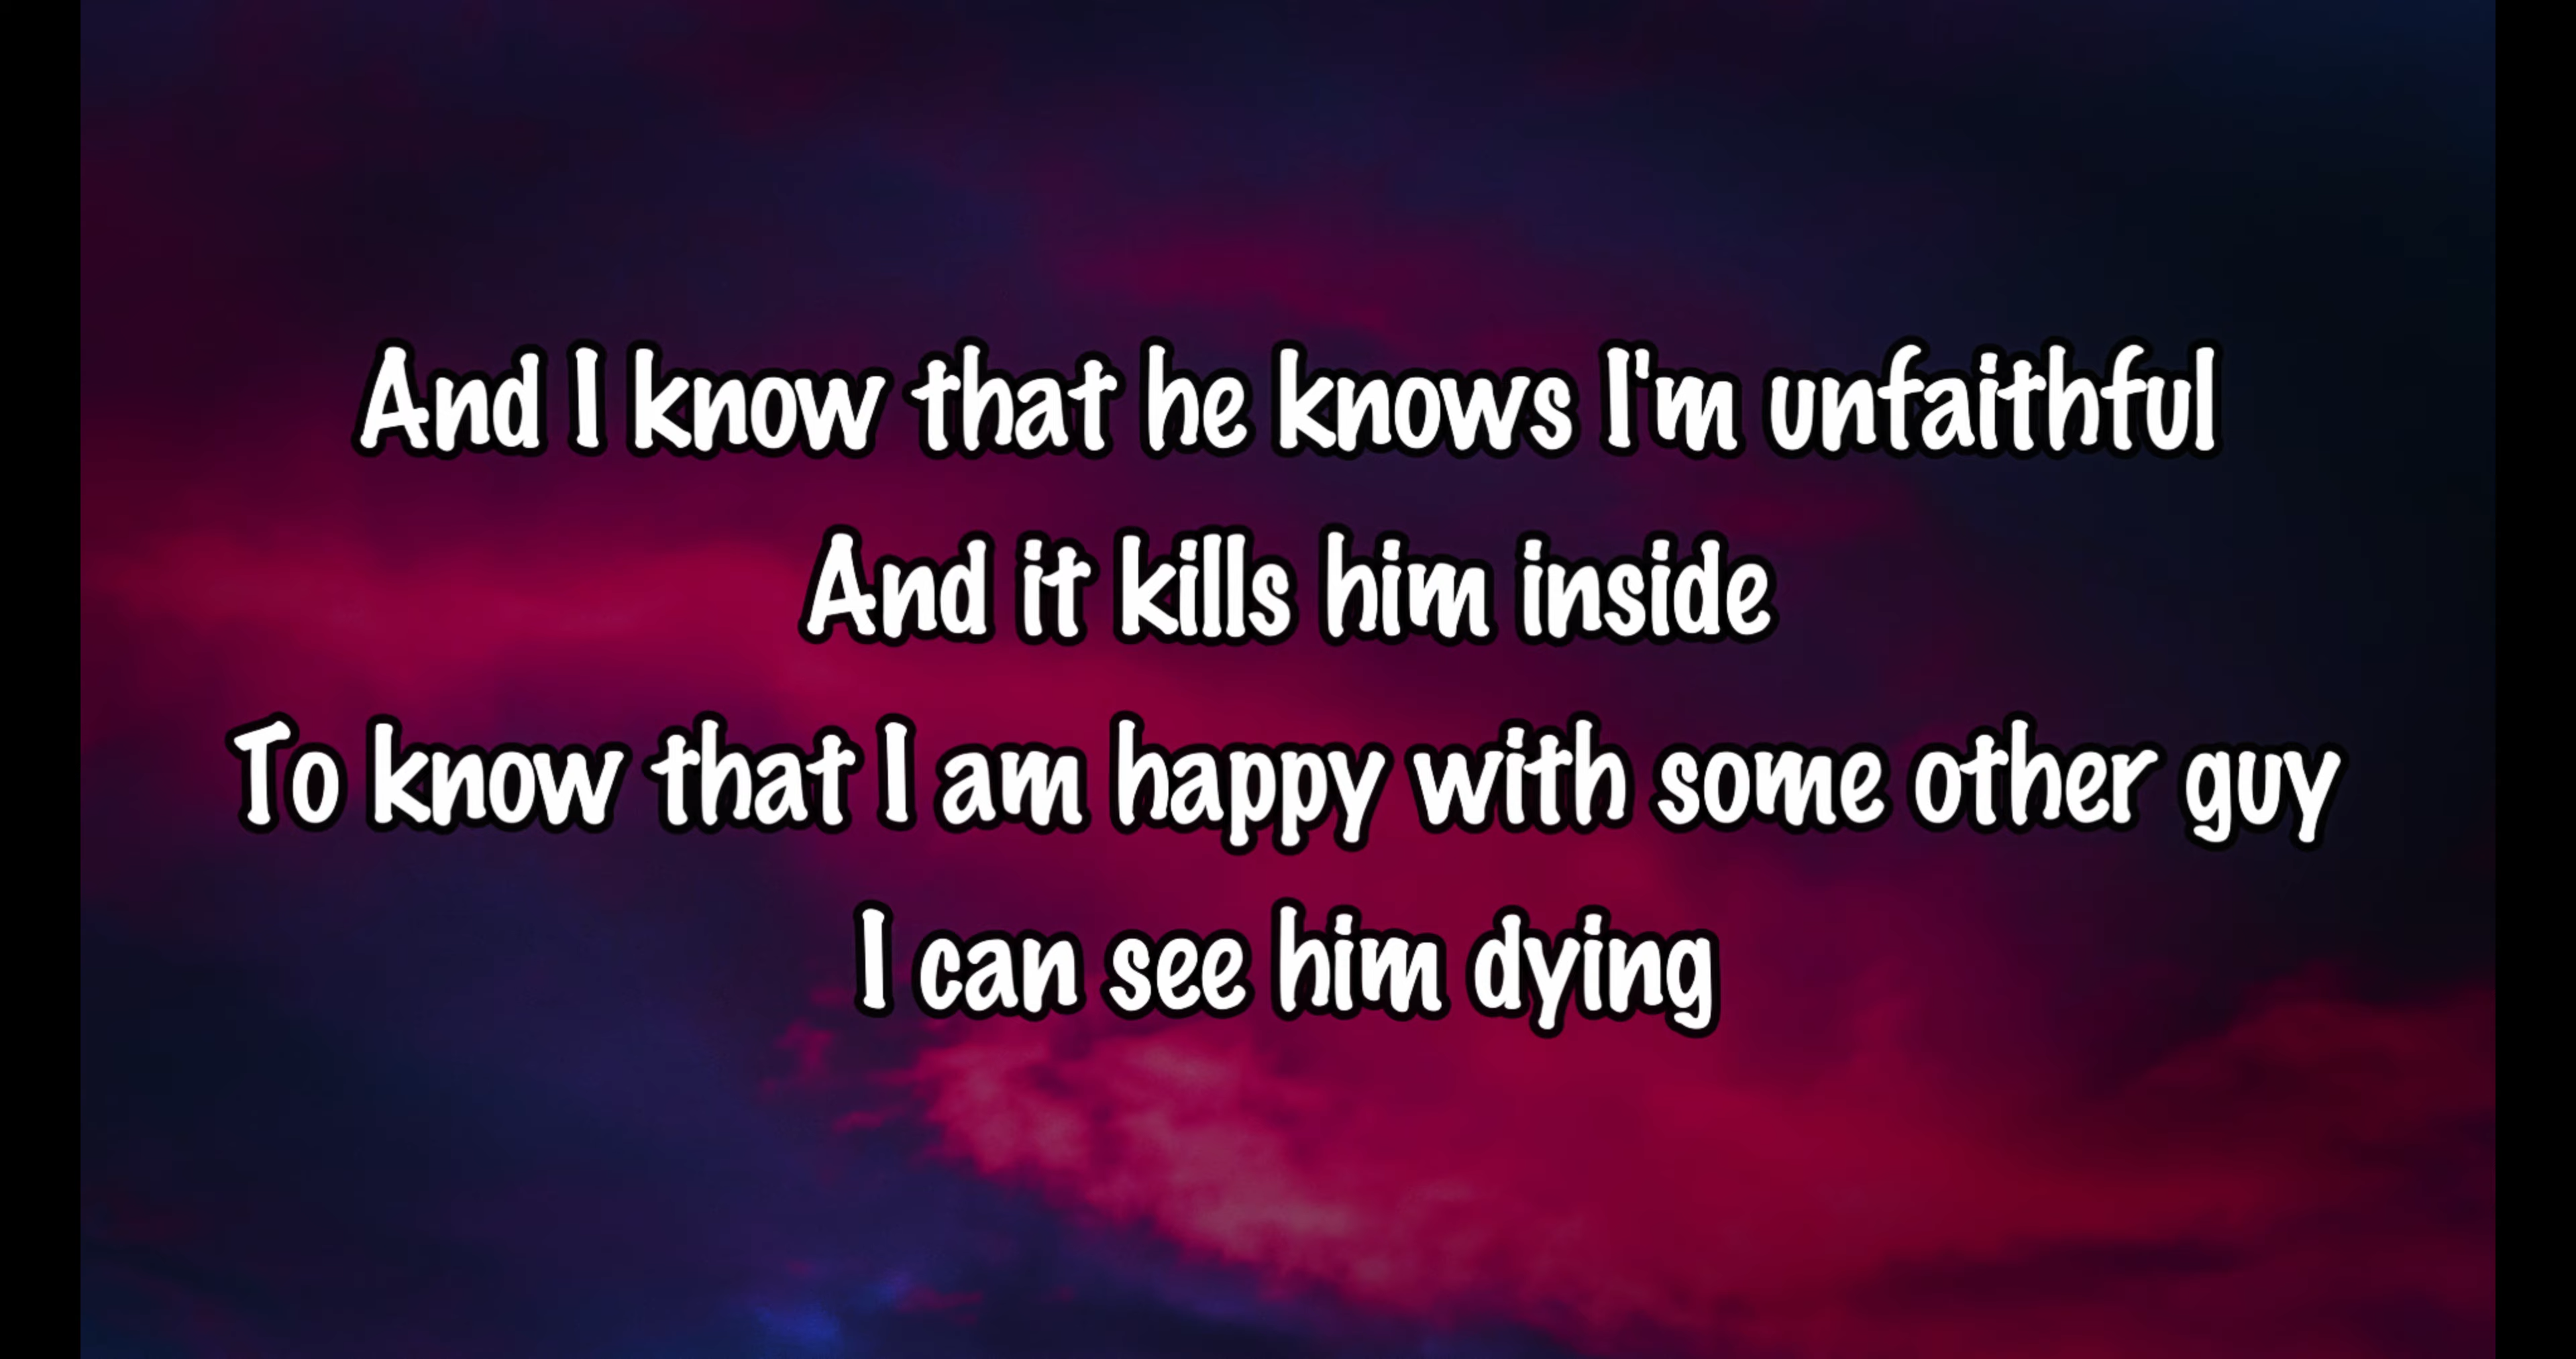 And I know that he knows I'm unfaithful
And it kills him inside
To know that I am happy with some other guy
I can see him dying